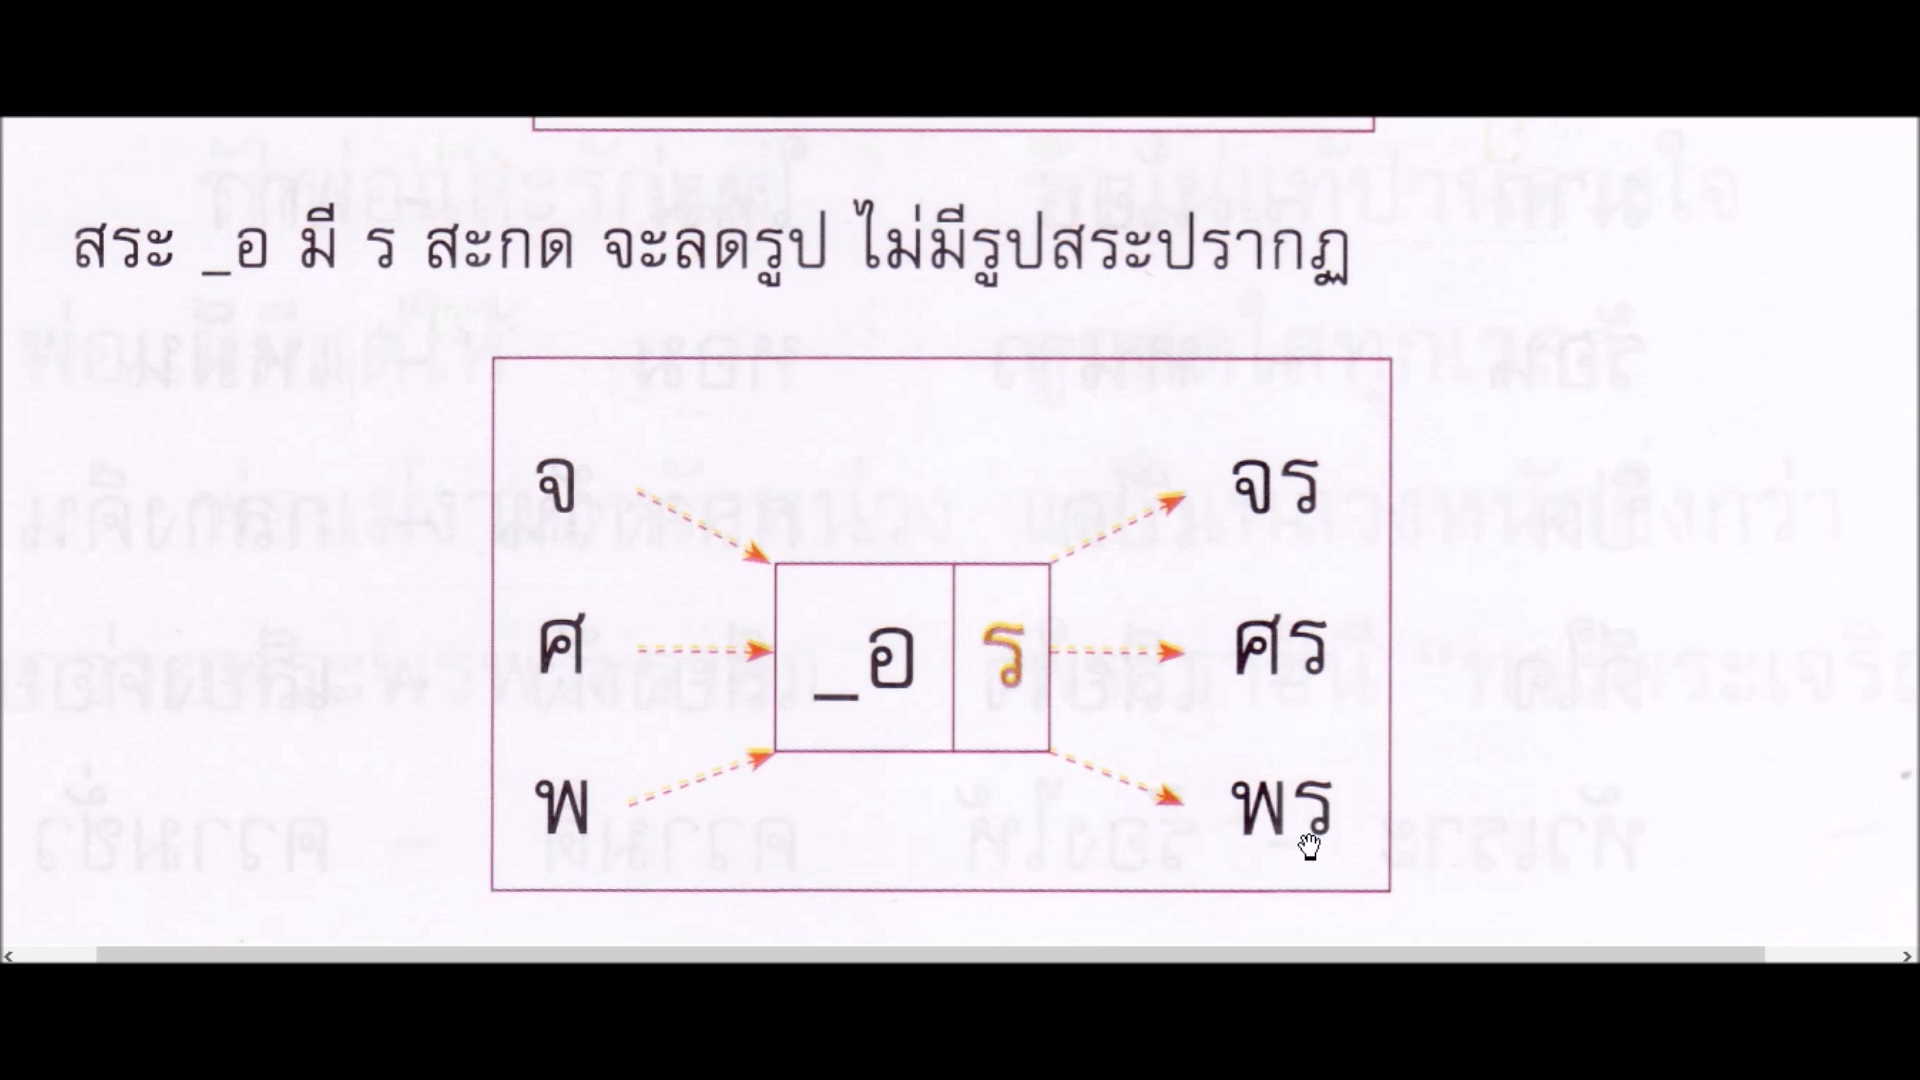 สระ _อ มี ร สะกด จะลดรูป ไม่มีรูปสระปรากฏ
จ จร
ศ _อ ร ศร
พ พร